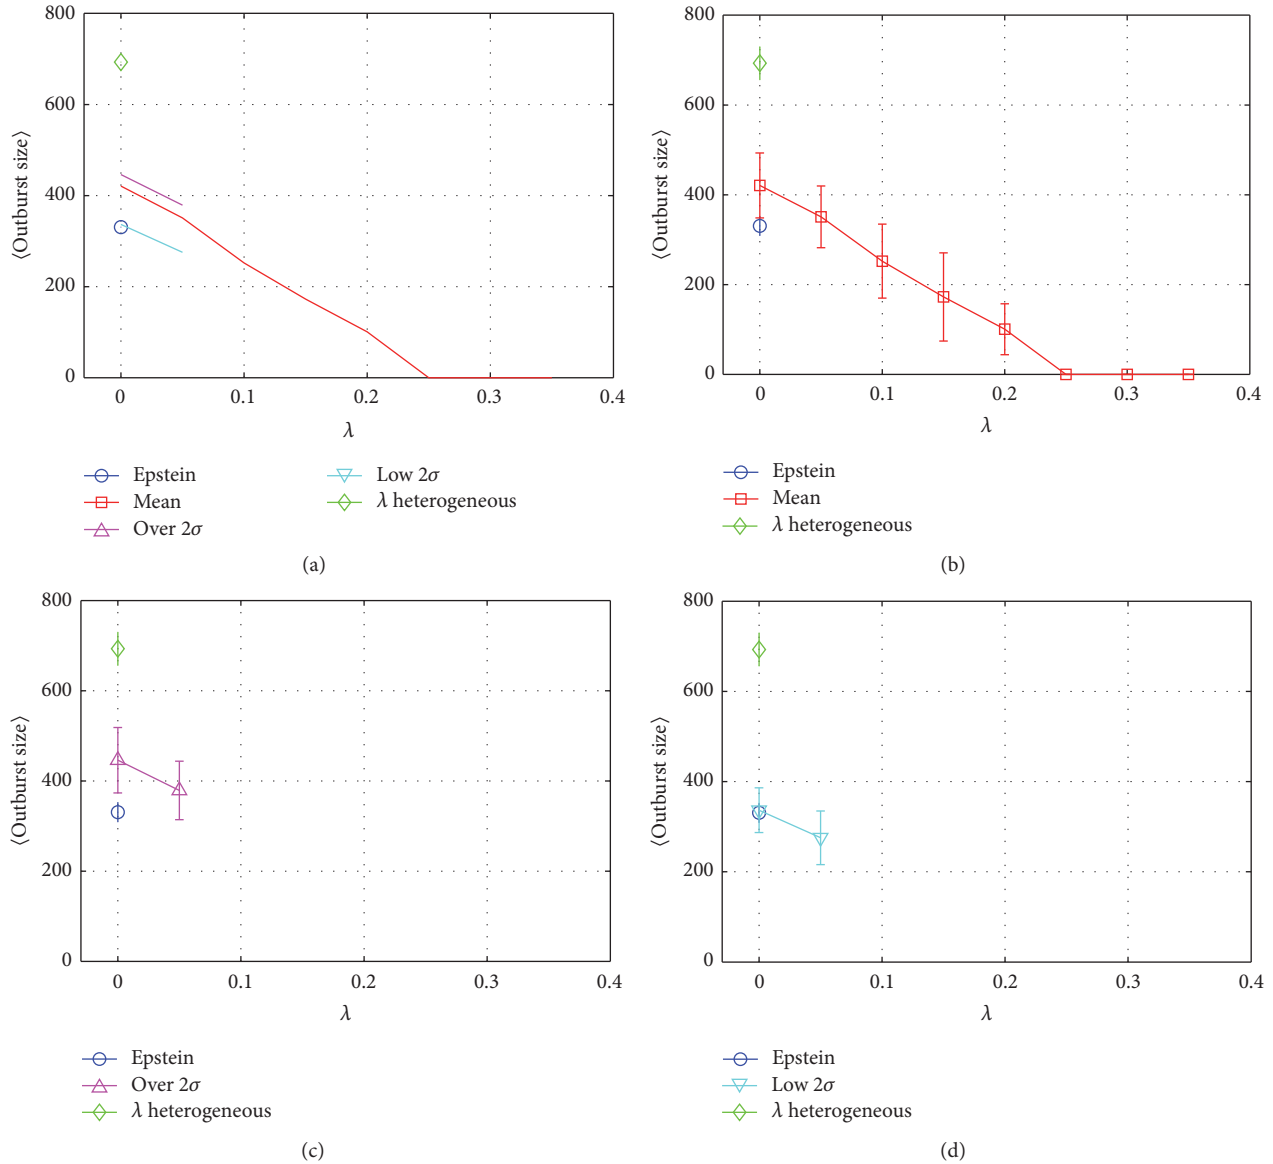 800
600
400
200
0
⟨Outburst size⟩
0 0.1 0.2 0.3 0.4
λ
Epstein
Mean
Over 2σ
Low 2σ
λ heterogeneous
(a)
800
600
400
200
0
⟨Outburst size⟩
0 0.1 0.2 0.3 0.4
λ
Epstein
Mean
λ heterogeneous
(b)
800
600
400
200
0
⟨Outburst size⟩
0 0.1 0.2 0.3 0.4
λ
Epstein
Over 2σ
λ heterogeneous
(c)
800
600
400
200
0
⟨Outburst size⟩
0 0.1 0.2 0.3 0.4
λ
Epstein
Low 2σ
λ heterogeneous
(d)